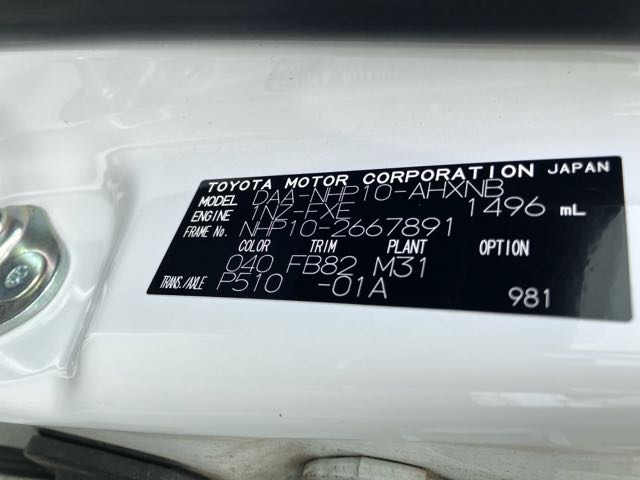 TOYOTA MOTOR CORPORATION JAPAN
MODEL DAA-NHP10-AHXNB
ENGINE 1NZ-FXE 1496 mL
FRAME No. NHP10-2667891
COLOR TRIM PLANT OPTION
040 FB82 M31
TRANS./AXLE P510 -01A 981